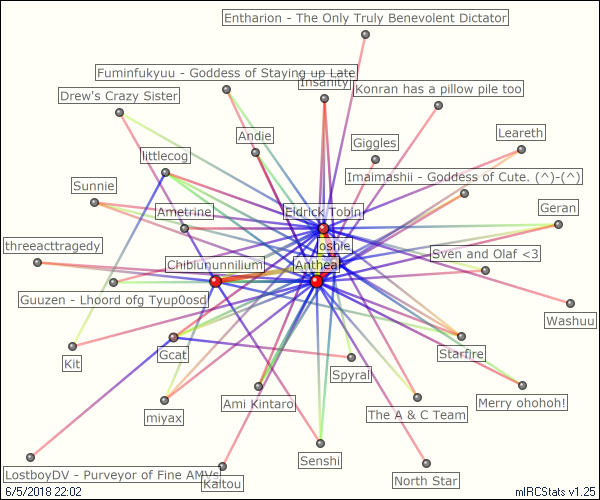 Entharion - The Only Truly Benevolent Dictator
Fuminfukyuu - Goddess of Staying up Late
Insanity
Konran has a pillow pile too
Drew's Crazy Sister
Andie
Giggles
Leareth
littlecog
Imaimashii - Goddess of Cute. (^)-(^)
Sunnie
Ametrine
Eldrick Tobin
Geran
threeacttragedy
oshie
Sven and Olaf <3
Chibiununnilium
Anthea
Guuzen - Lhoord ofg Tyup0osd
Washuu
Kit
Gcat
Starfire
Spyral
miyax
Ami Kintaro
The A & C Team
Merry ohohoh!
LostboyDV - Purveyor of Fine AMVs
Kaitou
Senshi
North Star
6/5/2018 22:02
mIRCStats v1.25